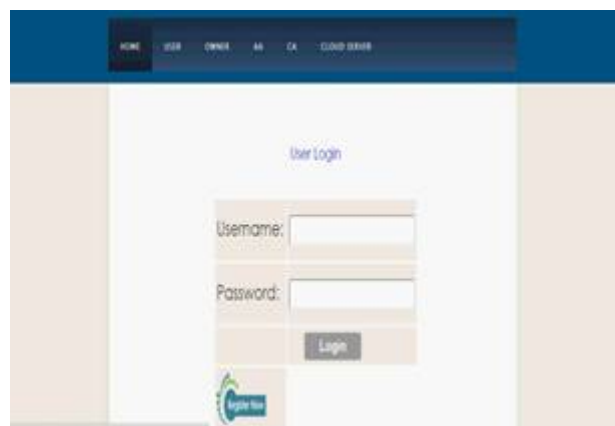 HOME USER OWNER AA CA CLOUD SERVER
User Login
Username:
Password:
Login
Register Now